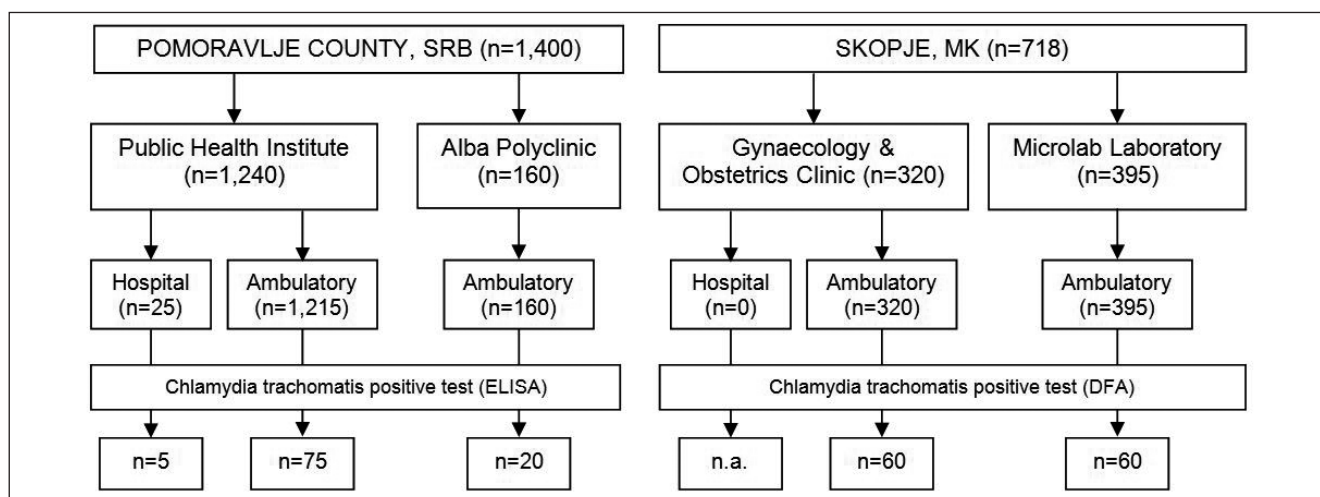 POMORAVLJE COUNTY, SRB (n=1,400)
SKOPJE, MK (n=718)
Public Health Institute
(n=1,240)
Alba Polyclinic
(n=160)
Gynaecology &
Obstetrics Clinic (n=320)
Microlab Laboratory
(n=395)
Hospital
(n=25)
Ambulatory
(n=1,215)
Ambulatory
(n=160)
Hospital
(n=0)
Ambulatory
(n=320)
Ambulatory
(n=395)
Chlamydia trachomatis positive test (ELISA)
Chlamydia trachomatis positive test (DFA)
n=5
n=75
n=20
n.a.
n=60
n=60